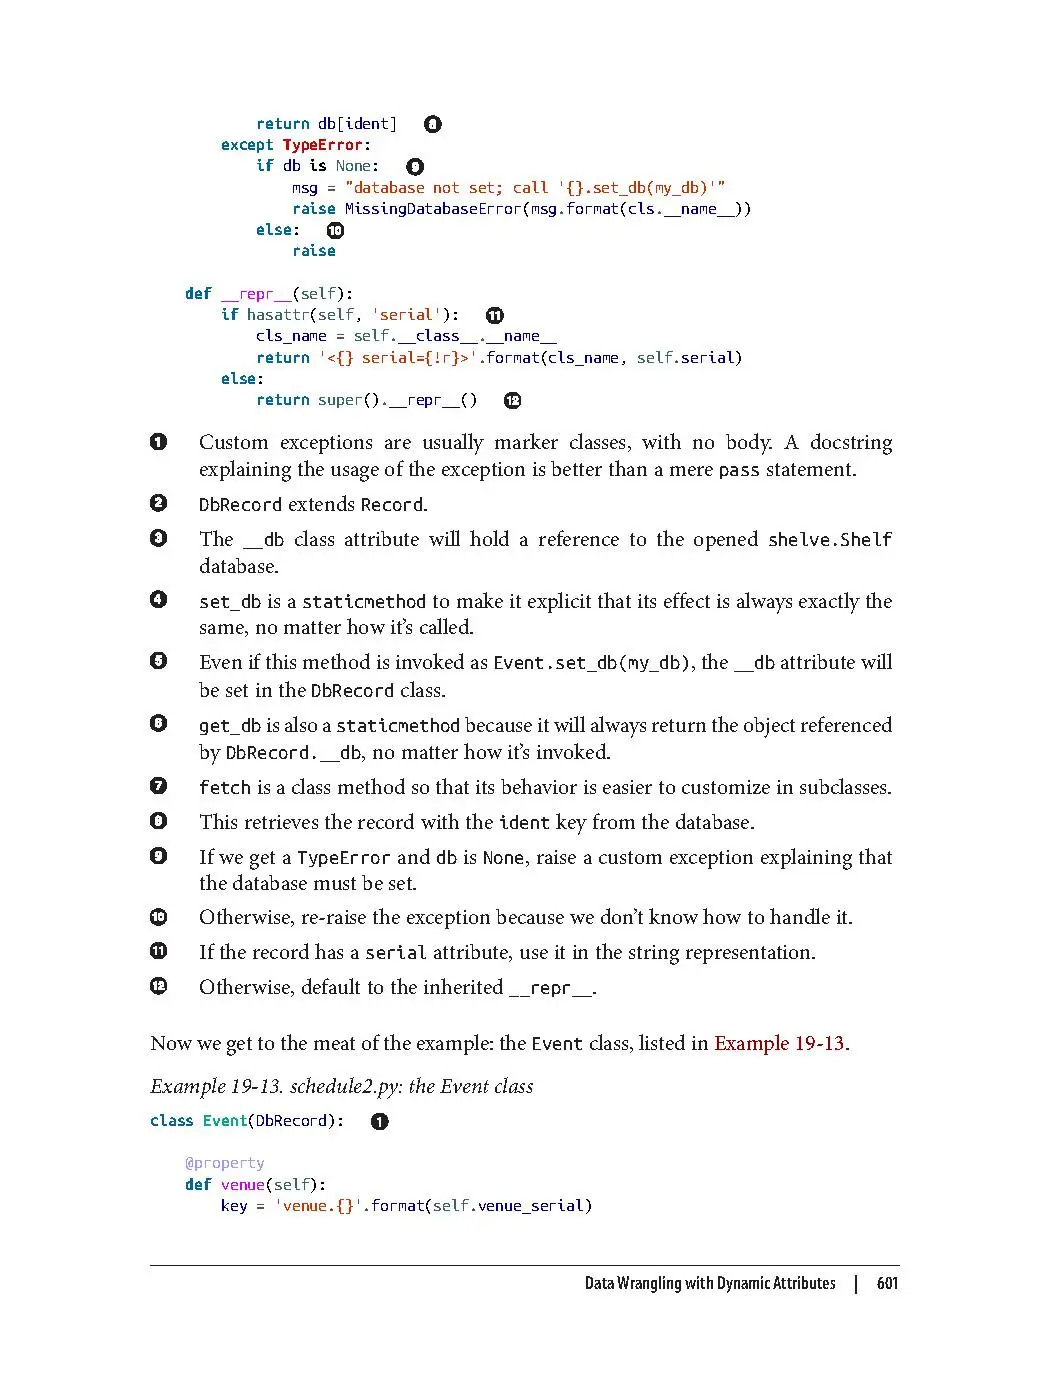 return db[ident] ❽
        except TypeError:
            if db is None: ❾
                msg = "database not set; call '{}.set_db(my_db)'"
                raise MissingDatabaseError(msg.format(cls.__name__))
            else: ❿
                raise
    def __repr__(self):
        if hasattr(self, 'serial'): ⓫
            cls_name = self.__class__.__name__
            return '<{} serial={!r}>'.format(cls_name, self.serial)
        else:
            return super().__repr__() ⓬
❶ Custom exceptions are usually marker classes, with no body. A docstring
explaining the usage of the exception is better than a mere pass statement.
❷ DbRecord extends Record.
❸ The __db class attribute will hold a reference to the opened shelve.Shelf
database.
❹ set_db is a staticmethod to make it explicit that its effect is always exactly the
same, no matter how it’s called.
❺ Even if this method is invoked as Event.set_db(my_db), the __db attribute will
be set in the DbRecord class.
❻ get_db is also a staticmethod because it will always return the object referenced
by DbRecord.__db, no matter how it’s invoked.
❼ fetch is a class method so that its behavior is easier to customize in subclasses.
❽ This retrieves the record with the ident key from the database.
❾ If we get a TypeError and db is None, raise a custom exception explaining that
the database must be set.
❿ Otherwise, re-raise the exception because we don’t know how to handle it.
⓫ If the record has a serial attribute, use it in the string representation.
⓬ Otherwise, default to the inherited __repr__.
Now we get to the meat of the example: the Event class, listed in Example 19-13.
Example 19-13. schedule2.py: the Event class
class Event(DbRecord): ❶
    @property
    def venue(self):
        key = 'venue.{}'.format(self.venue_serial)
Data Wrangling with Dynamic Attributes | 601